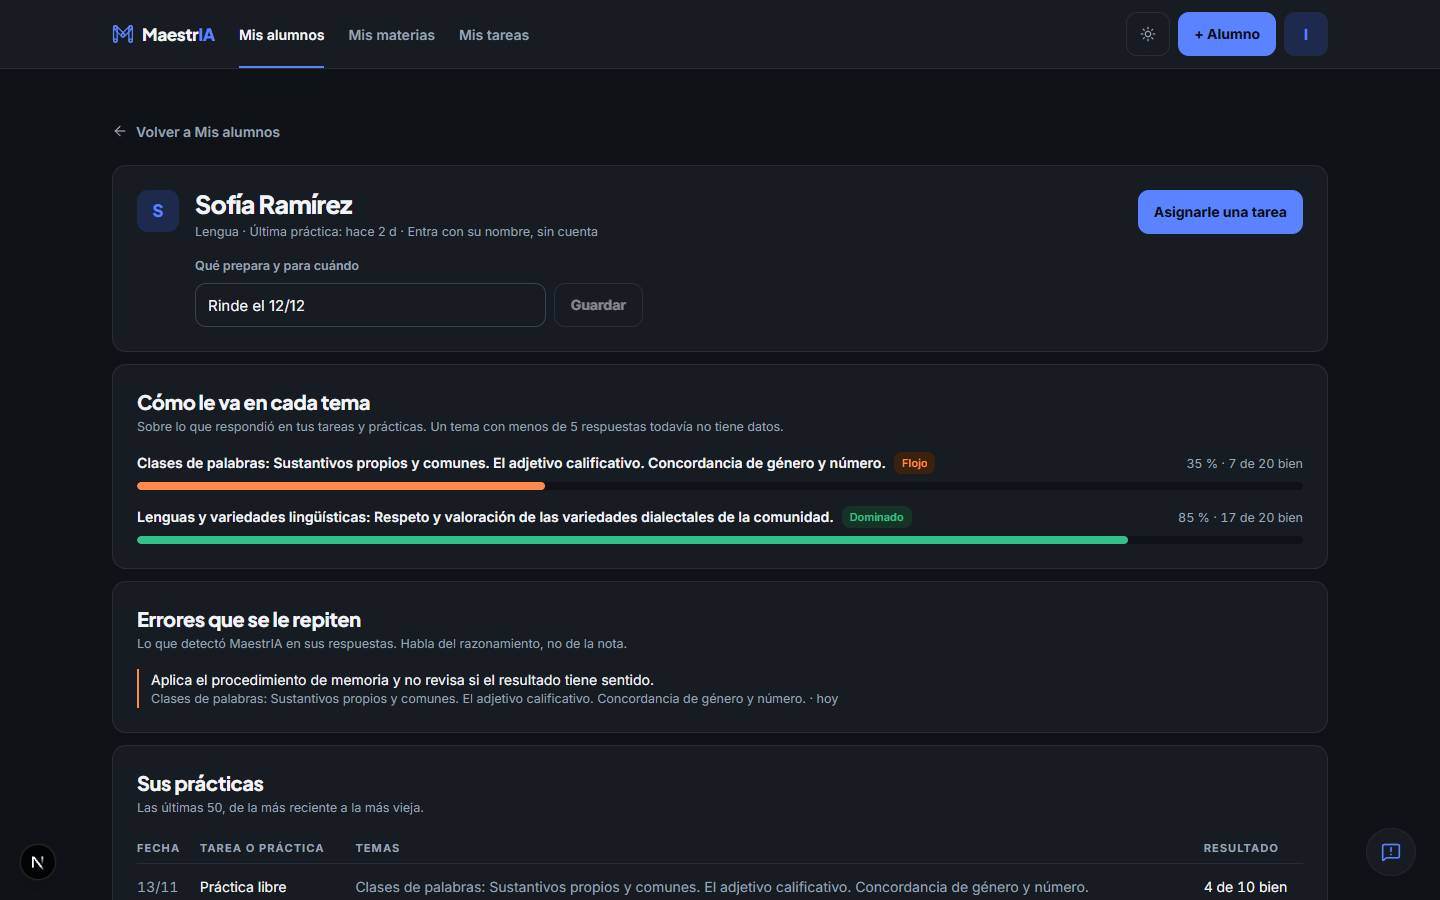 MaestrIA
Mis alumnos
Mis materias
Mis tareas
+ Alumno
I
Volver a Mis alumnos
S
Sofía Ramírez
Lengua · Última práctica: hace 2 d · Entra con su nombre, sin cuenta
Asignarle una tarea
Qué prepara y para cuándo
Rinde el 12/12
Guardar
Cómo le va en cada tema
Sobre lo que respondió en tus tareas y prácticas. Un tema con menos de 5 respuestas todavía no tiene datos.
Clases de palabras: Sustantivos propios y comunes. El adjetivo calificativo. Concordancia de género y número. Flojo 35 % · 7 de 20 bien
Lenguas y variedades lingüísticas: Respeto y valoración de las variedades dialectales de la comunidad. Dominado 85 % · 17 de 20 bien
Errores que se le repiten
Lo que detectó MaestrIA en sus respuestas. Habla del razonamiento, no de la nota.
Aplica el procedimiento de memoria y no revisa si el resultado tiene sentido.
Clases de palabras: Sustantivos propios y comunes. El adjetivo calificativo. Concordancia de género y número. · hoy
Sus prácticas
Las últimas 50, de la más reciente a la más vieja.
FECHA TAREA O PRÁCTICA TEMAS RESULTADO
13/11 Práctica libre Clases de palabras: Sustantivos propios y comunes. El adjetivo calificativo. Concordancia de género y número. 4 de 10 bien
N